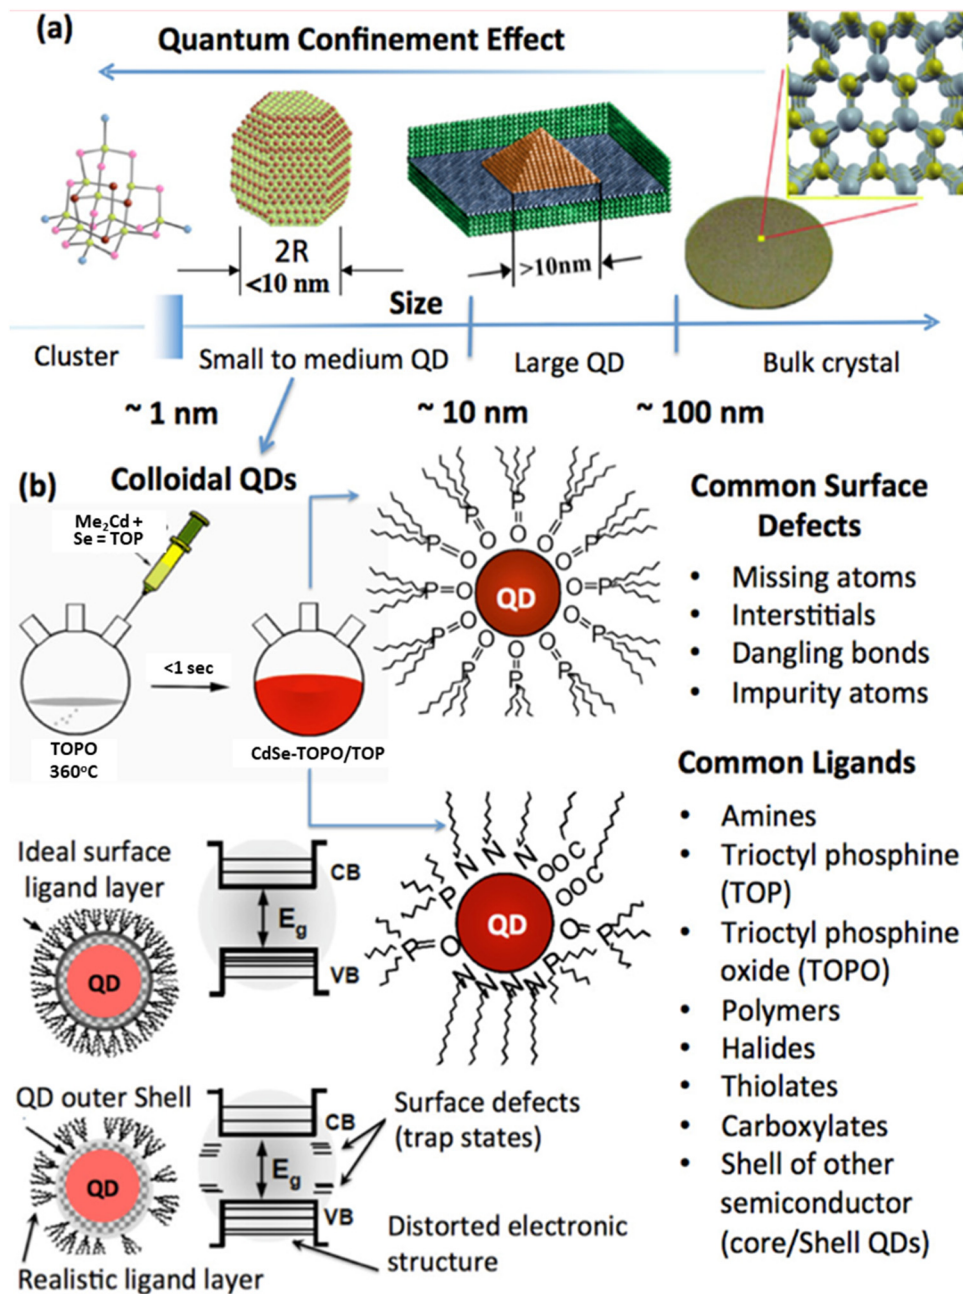 (a)
Quantum Confinement Effect
2R
<10 nm
>10nm
Size
Cluster
Small to medium QD
Large QD
Bulk crystal
~ 1 nm
~ 10 nm
~ 100 nm
(b)
Colloidal QDs
Me₂Cd +
Se = TOP
<1 sec
TOPO
360°C
CdSe-TOPO/TOP
P=O
P=O
P=O
P=O
P=O
P=O
P=O
P=O
P=O
P=O
P=O
P=O
QD
Common Surface
Defects
• Missing atoms
• Interstitials
• Dangling bonds
• Impurity atoms
Common Ligands
• Amines
• Trioctyl phosphine
(TOP)
• Trioctyl phosphine
oxide (TOPO)
• Polymers
• Halides
• Thiolates
• Carboxylates
• Shell of other
semiconductor
(core/Shell QDs)
Ideal surface
ligand layer
QD
CB
Eg
VB
P N N N OOC
OOC
P=O
QD
O=P
N N N N P
QD outer Shell
QD
Realistic ligand layer
CB
Eg
VB
Surface defects
(trap states)
Distorted electronic
structure